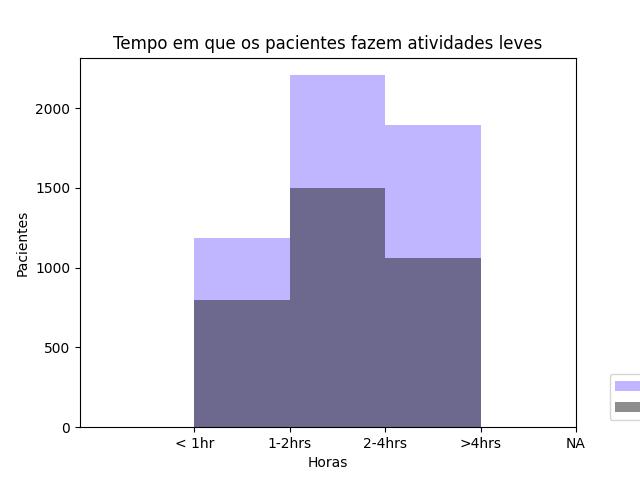 Tempo em que os pacientes fazem atividades leves
Pacientes
2000
1500
1000
500
0
< 1hr
1-2hrs
2-4hrs
>4hrs
NA
Horas